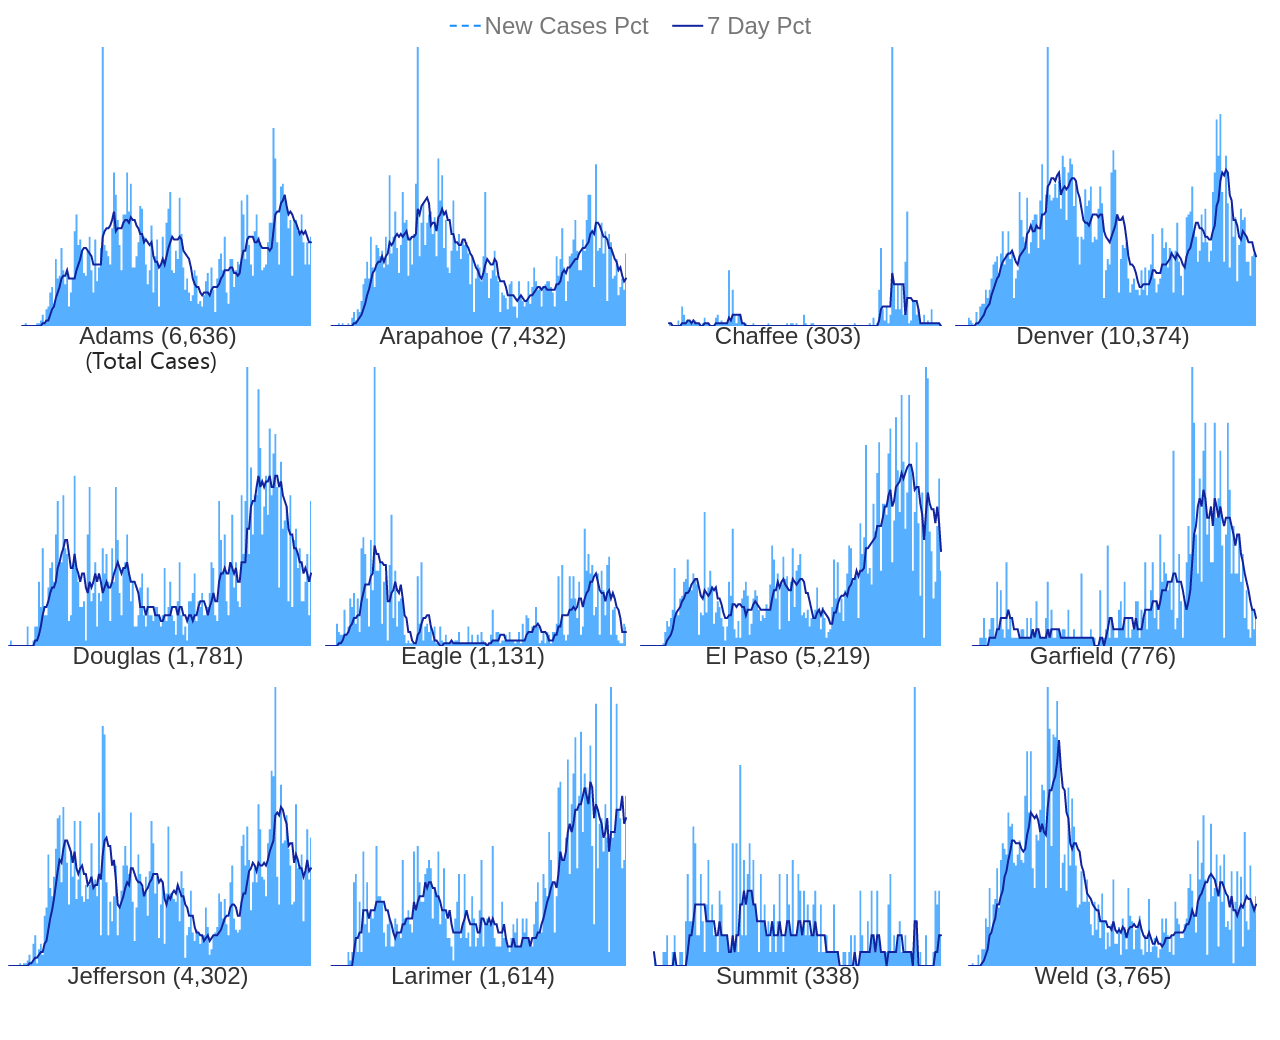 New Cases Pct 7 Day Pct
Adams (6,636) Arapahoe (7,432) Chaffee (303) Denver (10,374)
(Total Cases)
Douglas (1,781) Eagle (1,131) El Paso (5,219) Garfield (776)
Jefferson (4,302) Larimer (1,614) Summit (338) Weld (3,765)